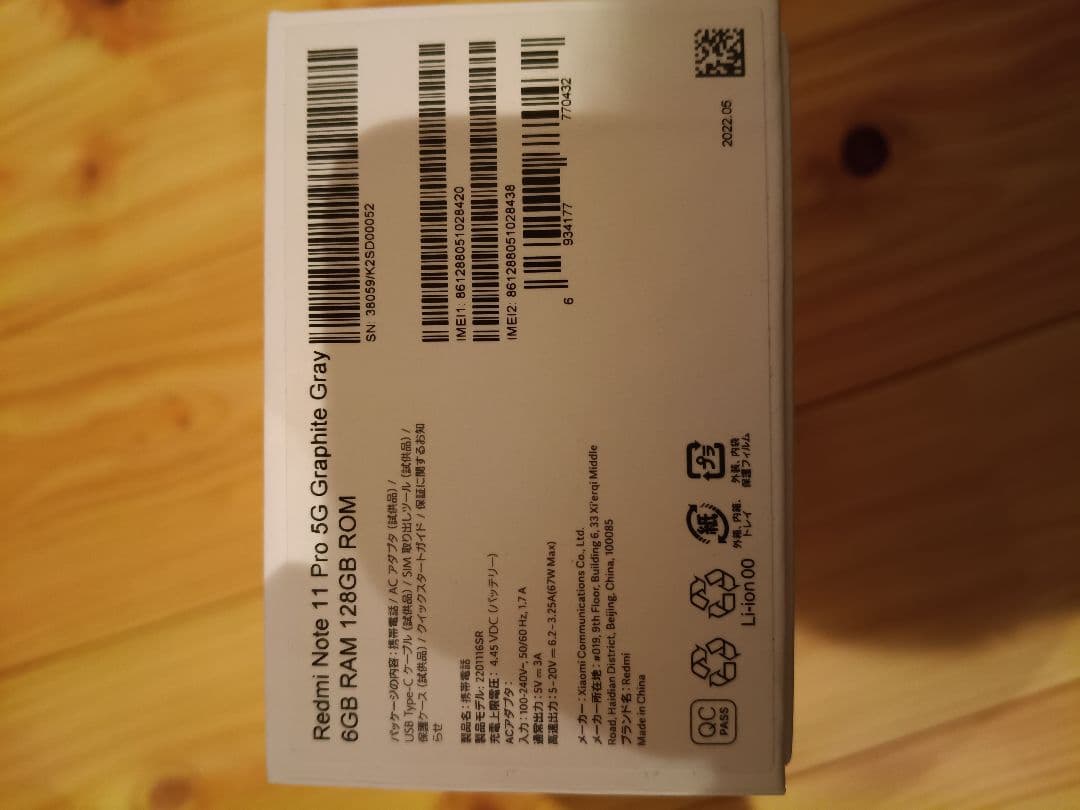 Redmi Note 11 Pro 5G Graphite Gray
6GB RAM 128GB ROM
SN: 38059/K2SD00052
パッケージの内容：携帯電話 / AC アダプタ (試供品) /
USB Type-C ケーブル (試供品) / SIM 取り出しツール (試供品) /
保護ケース (試供品) / クイックスタートガイド / 保証に関するお知
らせ
IMEI1: 861288051028420
IMEI2: 861288051028438
6 934177 770432
製品名：携帯電話
製品モデル: 2201116SR
充電上限電圧： 4.45 VDC (バッテリー)
ACアダプタ：
入力：100-240V~, 50/60 Hz, 1.7 A
通常出力：5V⎓3A
高速出力：5-20V⎓6.2-3.25A(67W Max)
メーカー：Xiaomi Communications Co., Ltd.
メーカー所在地：#019, 9th Floor, Building 6, 33 Xi'erqi Middle
Road, Haidian District, Beijing, China, 100085
ブランド名：Redmi
Made in China
QC
PASS
Li-ion 00
紙
外箱、内箱、
トレイ
プラ
外装、内袋
保護フィルム
2022.05